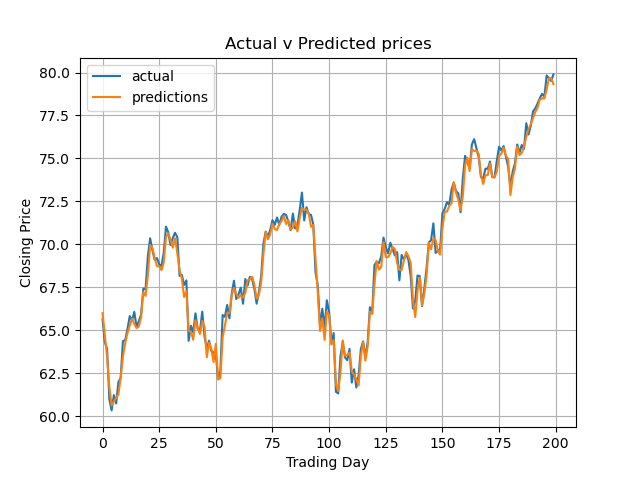 Actual v Predicted prices
actual
predictions
80.0
77.5
75.0
72.5
70.0
67.5
65.0
62.5
60.0
Closing Price
0 25 50 75 100 125 150 175 200
Trading Day